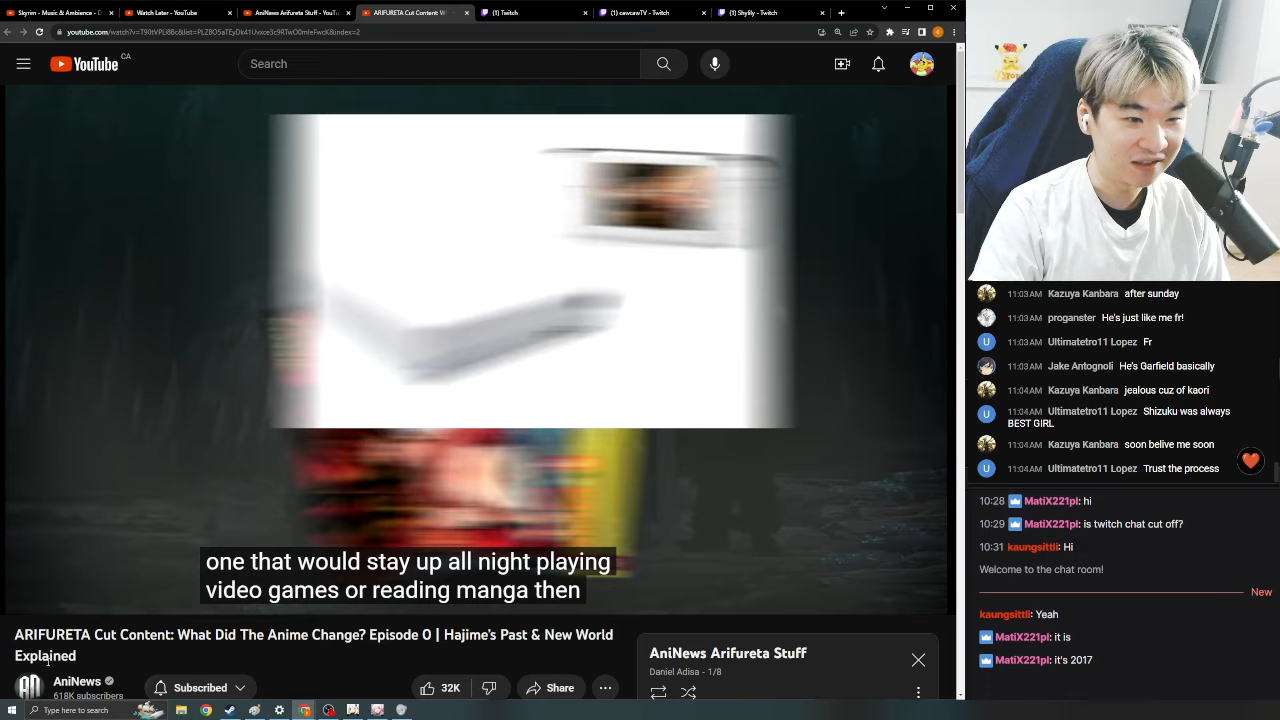 Skyrim - Music & Ambience - D
Watch Later - YouTube
AniNews Arifureta Stuff - YouTu
ARIFURETA Cut Content: W
(1) Twitch
(1) cawcawTV - Twitch
(1) Shylily - Twitch
YouTube CA
Search
one that would stay up all night playing
video games or reading manga then
ARIFURETA Cut Content: What Did The Anime Change? Episode 0 | Hajime's Past & New World
Explained
AniNews
618K subscribers
Subscribed
32K
Share
AniNews Arifureta Stuff
Daniel Adisa - 1/8
Type here to search
11:03 AM Kazuya Kanbara after sunday
11:03 AM proganster He's just like me fr!
11:03 AM Ultimatetro11 Lopez Fr
11:03 AM Jake Antognoli He's Garfield basically
11:04 AM Kazuya Kanbara jealous cuz of kaori
11:04 AM Ultimatetro11 Lopez Shizuku was always
BEST GIRL
11:04 AM Kazuya Kanbara soon belive me soon
11:04 AM Ultimatetro11 Lopez Trust the process
10:28 MatiX221pl: hi
10:29 MatiX221pl: is twitch chat cut off?
10:31 kaungsittli: Hi
Welcome to the chat room!
New
kaungsittli: Yeah
MatiX221pl: it is
MatiX221pl: it's 2017